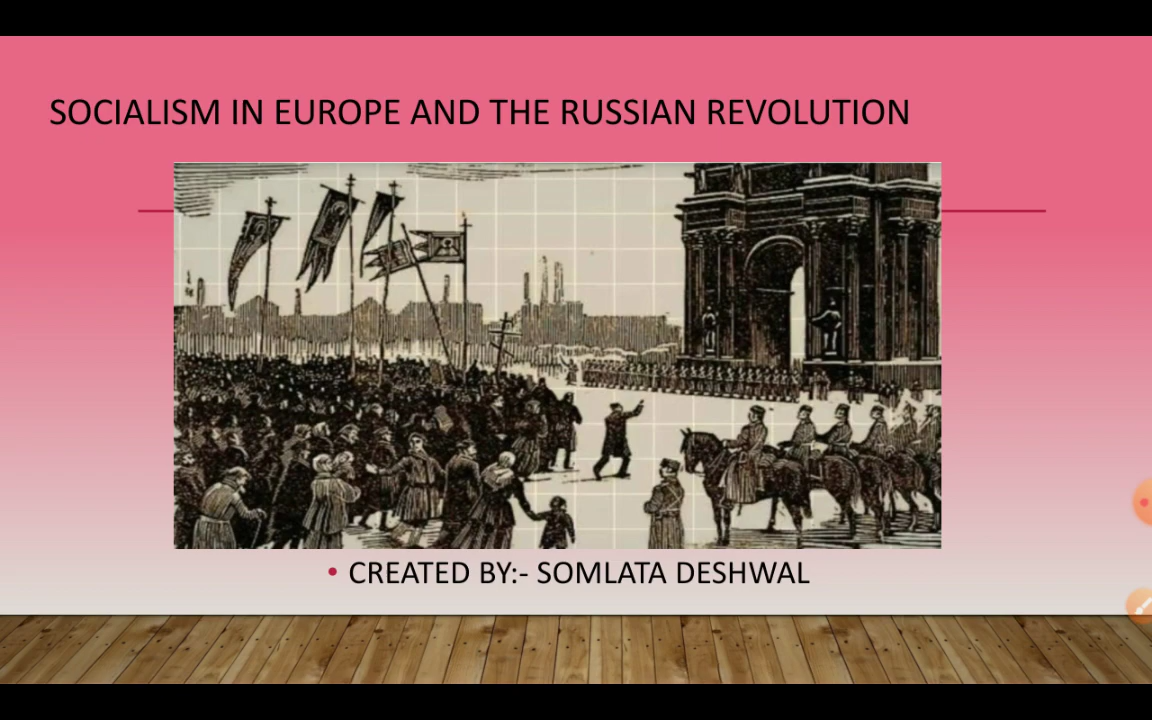 SOCIALISM IN EUROPE AND THE RUSSIAN REVOLUTION
• CREATED BY:- SOMLATA DESHWAL